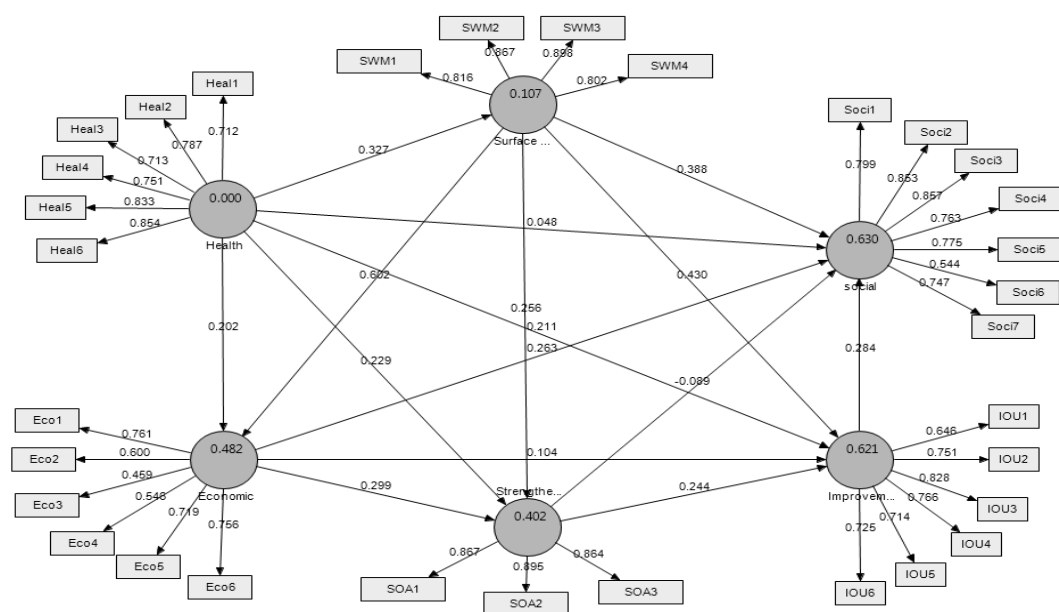 SWM2
SWM3
0.867
0.898
SWM1
SWM4
0.816
0.802
0.107
Surface ...
Heal1
Heal2
Heal3
Heal4
Heal5
Heal6
0.712
0.787
0.713
0.751
0.833
0.854
0.000
Health
0.327
0.388
0.048
Soci1
Soci2
Soci3
Soci4
Soci5
Soci6
Soci7
0.799
0.853
0.857
0.763
0.775
0.544
0.747
0.630
social
0.602
0.430
0.256
0.202
0.211
0.229
0.263
0.284
-0.089
Eco1
Eco2
Eco3
Eco4
Eco5
Eco6
0.761
0.600
0.459
0.546
0.719
0.756
0.482
Economic
0.104
0.299
0.244
Strengthe...
0.402
0.867
0.895
0.864
SOA1
SOA2
SOA3
0.621
Improvem...
IOU1
IOU2
IOU3
IOU4
IOU5
IOU6
0.646
0.751
0.828
0.766
0.714
0.725